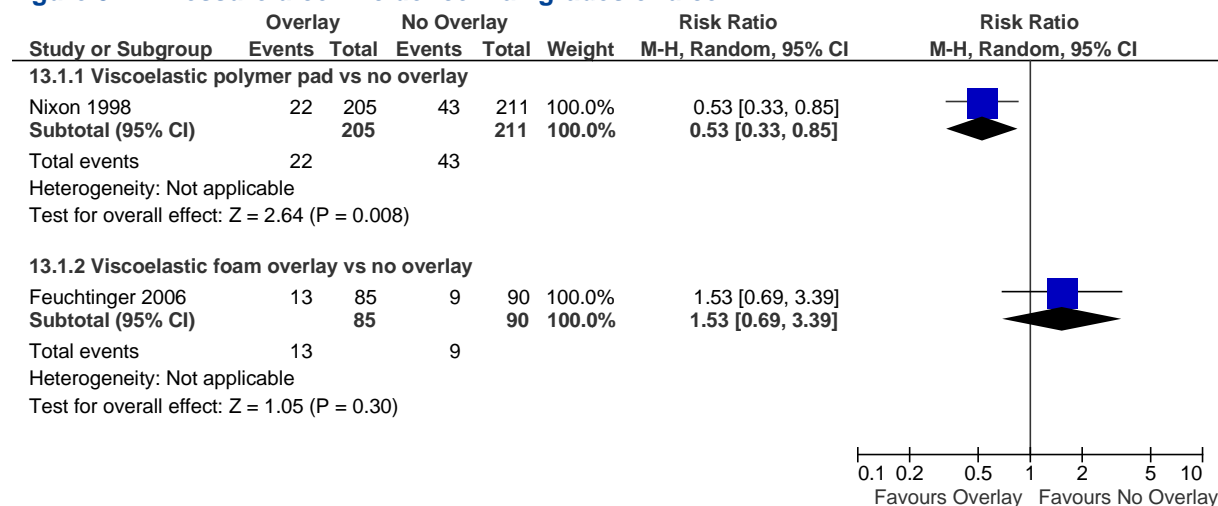 Overlay No Overlay Risk Ratio Risk Ratio
Study or Subgroup Events Total Events Total Weight M-H, Random, 95% CI M-H, Random, 95% CI
13.1.1 Viscoelastic polymer pad vs no overlay
Nixon 1998 22 205 43 211 100.0% 0.53 [0.33, 0.85]
Subtotal (95% CI) 205 211 100.0% 0.53 [0.33, 0.85]
Total events 22 43
Heterogeneity: Not applicable
Test for overall effect: Z = 2.64 (P = 0.008)
13.1.2 Viscoelastic foam overlay vs no overlay
Feuchtinger 2006 13 85 9 90 100.0% 1.53 [0.69, 3.39]
Subtotal (95% CI) 85 90 100.0% 1.53 [0.69, 3.39]
Total events 13 9
Heterogeneity: Not applicable
Test for overall effect: Z = 1.05 (P = 0.30)
0.1 0.2 0.5 1 2 5 10
Favours Overlay Favours No Overlay